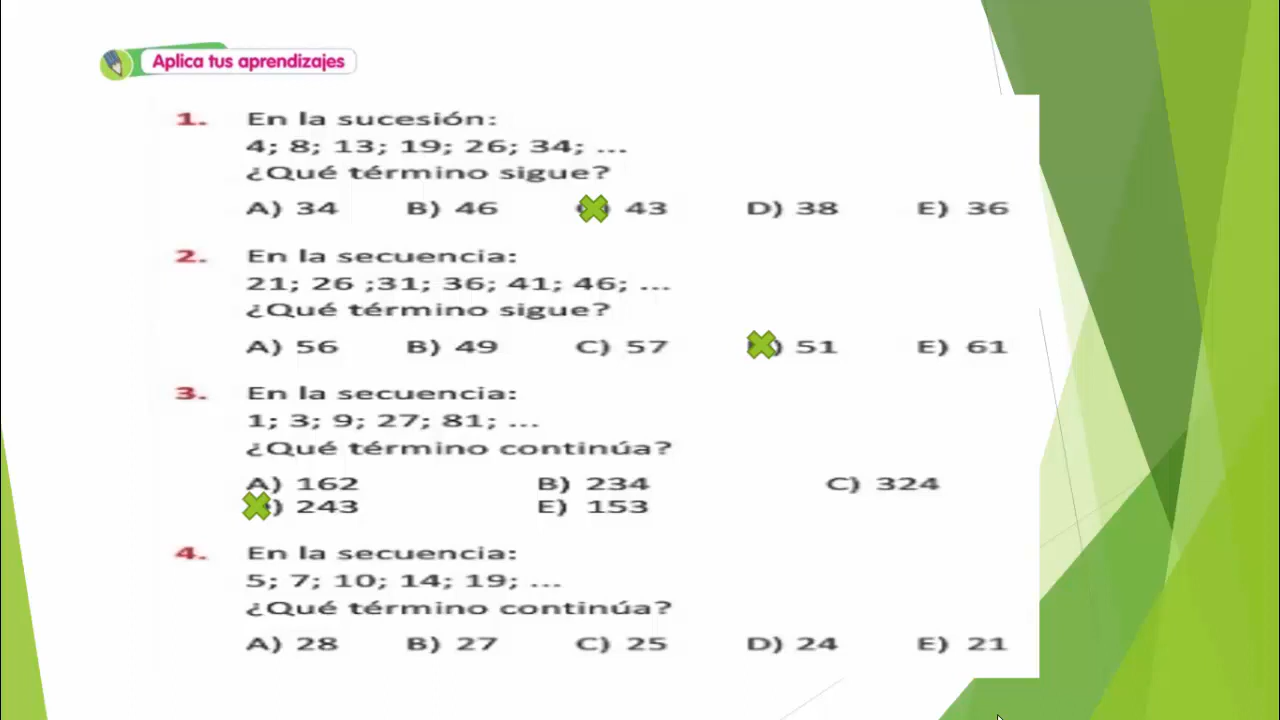 Aplica tus aprendizajes
1. En la sucesión:
4; 8; 13; 19; 26; 34; ...
¿Qué término sigue?
A) 34 B) 46 43 D) 38 E) 36
2. En la secuencia:
21; 26 ;31; 36; 41; 46; ...
¿Qué término sigue?
A) 56 B) 49 C) 57 ) 51 E) 61
3. En la secuencia:
1; 3; 9; 27; 81; ...
¿Qué término continúa?
A) 162 B) 234 C) 324
) 243 E) 153
4. En la secuencia:
5; 7; 10; 14; 19; ...
¿Qué término continúa?
A) 28 B) 27 C) 25 D) 24 E) 21